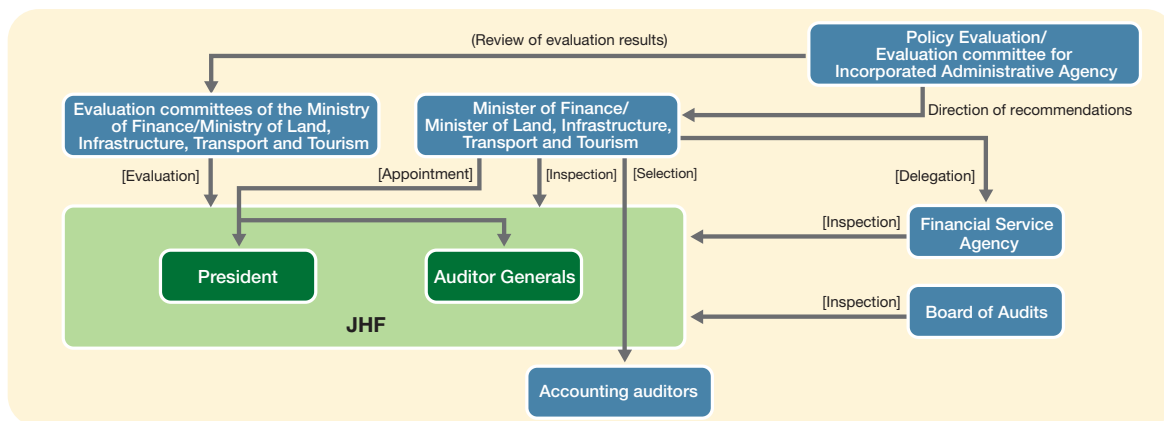 (Review of evaluation results)
Policy Evaluation/
Evaluation committee for
Incorporated Administrative Agency
Evaluation committees of the Ministry
of Finance/Ministry of Land,
Infrastructure, Transport and Tourism
Minister of Finance/
Minister of Land, Infrastructure,
Transport and Tourism
Direction of recommendations
[Evaluation]
[Appointment]
[Inspection]
[Selection]
[Delegation]
[Inspection]
Financial Service
Agency
President
Auditor Generals
[Inspection]
Board of Audits
JHF
Accounting auditors